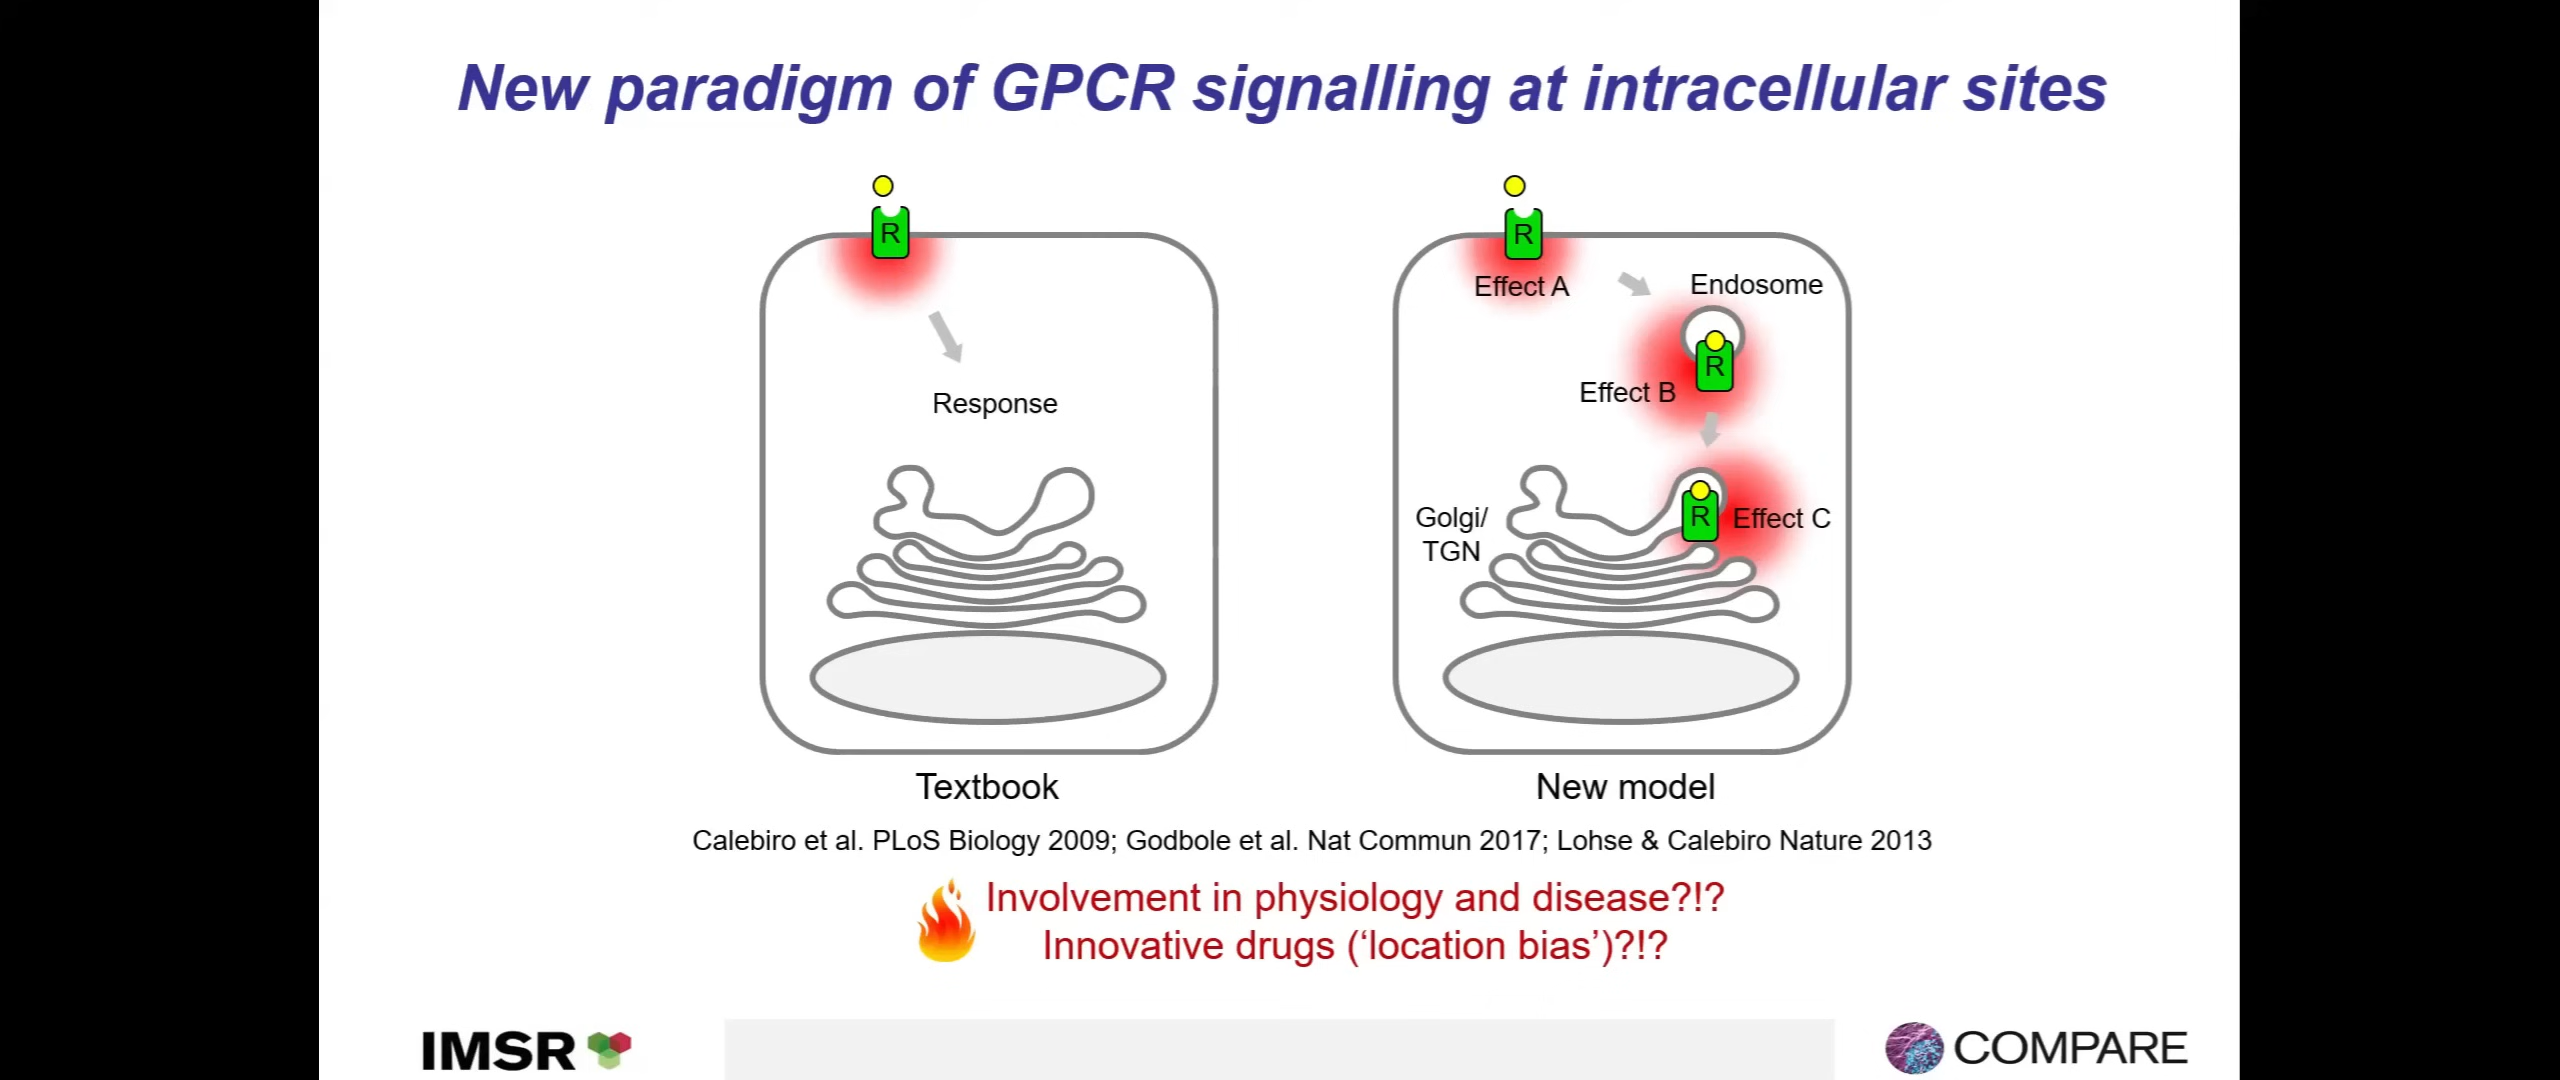 New paradigm of GPCR signalling at intracellular sites
R
Response
Textbook
R
Effect A
Endosome
R
Effect B
Golgi/
TGN
R
Effect C
New model
Calebiro et al. PLoS Biology 2009; Godbole et al. Nat Commun 2017; Lohse & Calebiro Nature 2013
Involvement in physiology and disease?!?
Innovative drugs (‘location bias’)?!?
IMSR
COMPARE